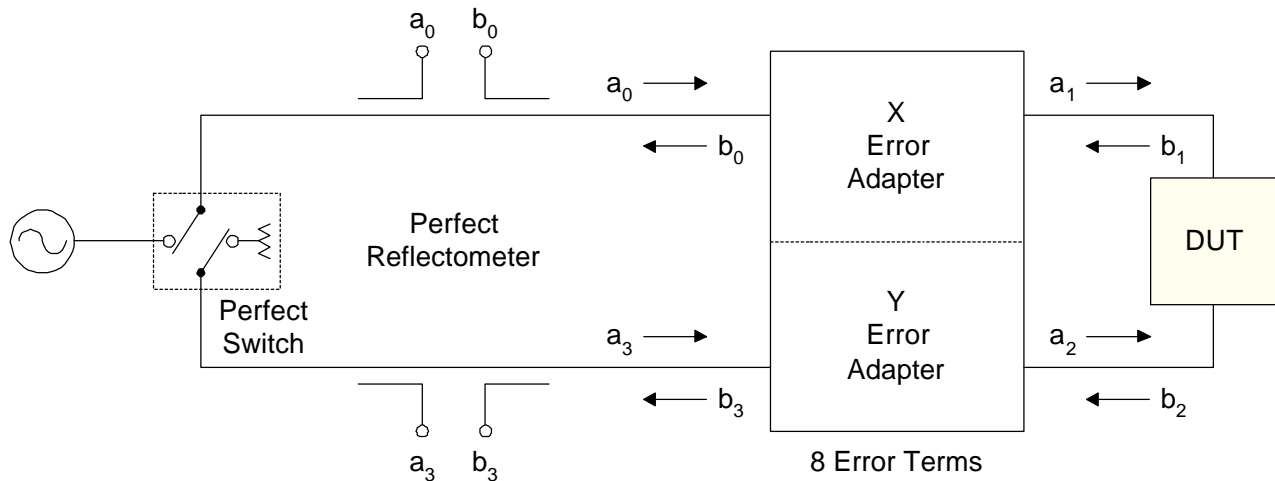 a0 b0
a0
b0
X
Error
Adapter
a1
b1
Perfect
Reflectometer
DUT
Perfect
Switch
a3
b3
Y
Error
Adapter
a2
b2
a3 b3
8 Error Terms